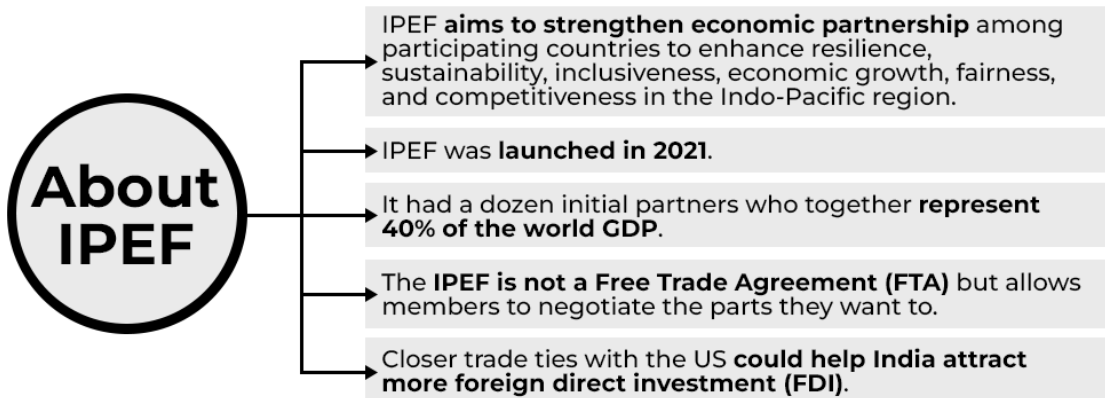 About
IPEF
IPEF aims to strengthen economic partnership among
participating countries to enhance resilience,
sustainability, inclusiveness, economic growth, fairness,
and competitiveness in the Indo-Pacific region.
IPEF was launched in 2021.
It had a dozen initial partners who together represent
40% of the world GDP.
The IPEF is not a Free Trade Agreement (FTA) but allows
members to negotiate the parts they want to.
Closer trade ties with the US could help India attract
more foreign direct investment (FDI).